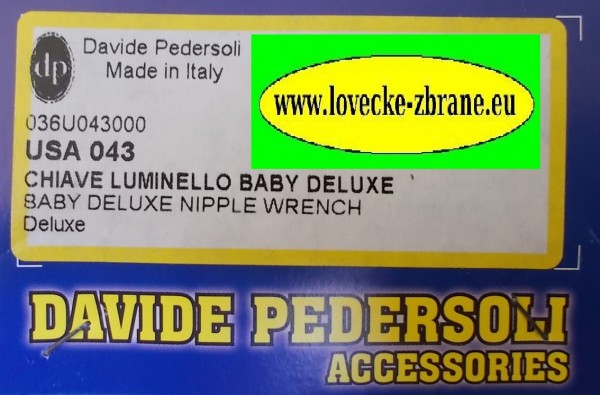 dp
Davide Pedersoli
Made in Italy
www.lovecke-zbrane.eu
036U043000
USA 043
CHIAVE LUMINELLO BABY DELUXE
BABY DELUXE NIPPLE WRENCH
Deluxe
DAVIDE PEDERSOLI
ACCESSORIES